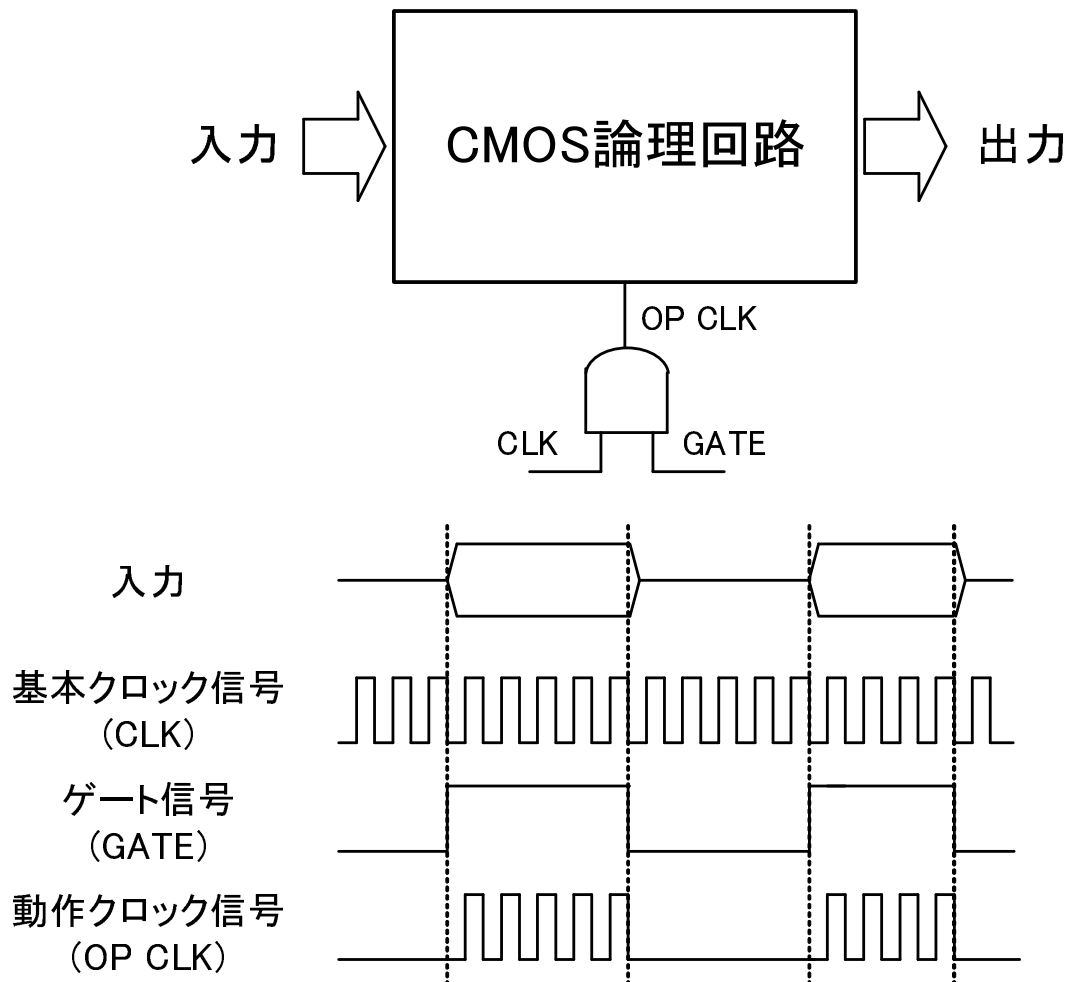 入力
CMOS論理回路
出力
OP CLK
CLK
GATE
入力
基本クロック信号
(CLK)
ゲート信号
(GATE)
動作クロック信号
(OP CLK)